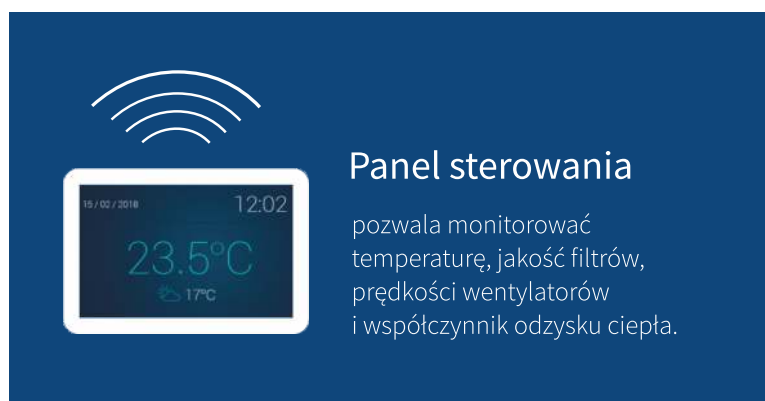 Panel sterowania
15 / 02 / 2018
12:02
23.5°C
17°C
pozwala monitorować
temperaturę, jakość filtrów,
prędkości wentylatorów
i współczynnik odzysku ciepła.